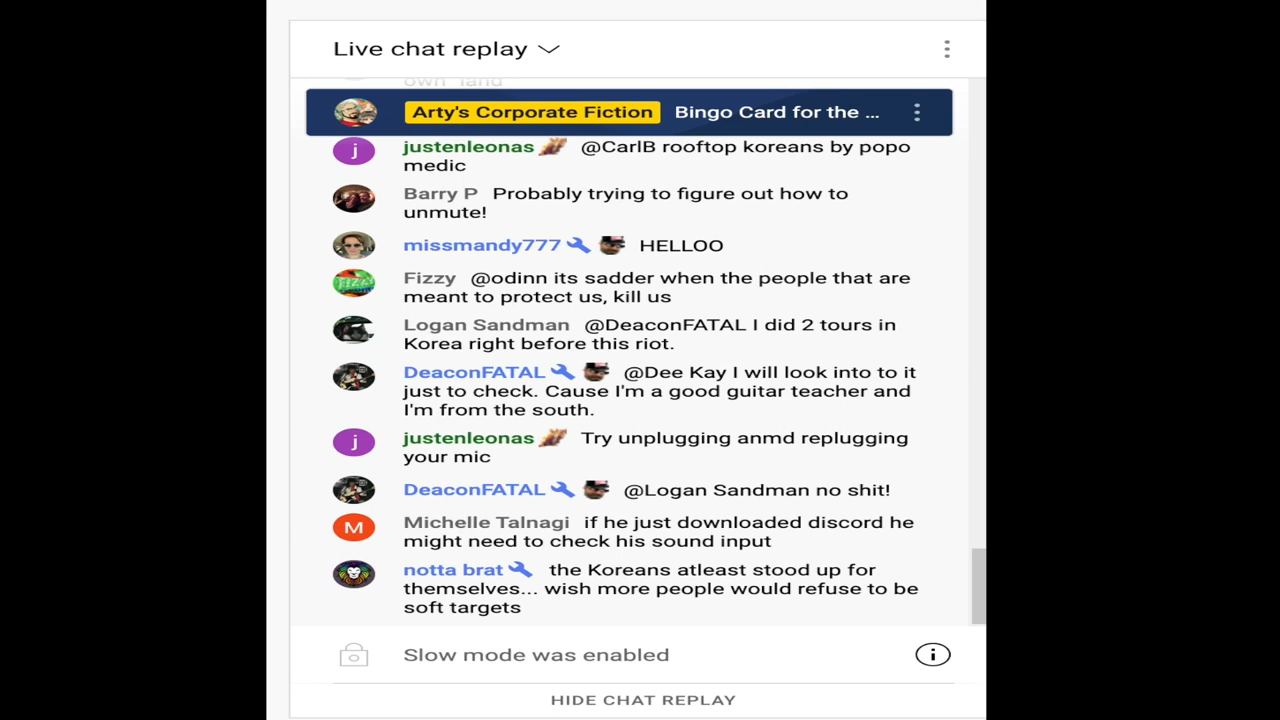 Live chat replay
own land
Arty's Corporate Fiction Bingo Card for the ...
j justenleonas @CarlB rooftop koreans by popo
medic
Barry P Probably trying to figure out how to
unmute!
missmandy777 HELLOO
FIZZY Fizzy @odinn its sadder when the people that are
meant to protect us, kill us
Logan Sandman @DeaconFATAL I did 2 tours in
Korea right before this riot.
DeaconFATAL @Dee Kay I will look into to it
just to check. Cause I'm a good guitar teacher and
I'm from the south.
j justenleonas Try unplugging anmd replugging
your mic
DeaconFATAL @Logan Sandman no shit!
M Michelle Talnagi if he just downloaded discord he
might need to check his sound input
notta brat the Koreans atleast stood up for
themselves... wish more people would refuse to be
soft targets
Slow mode was enabled
HIDE CHAT REPLAY